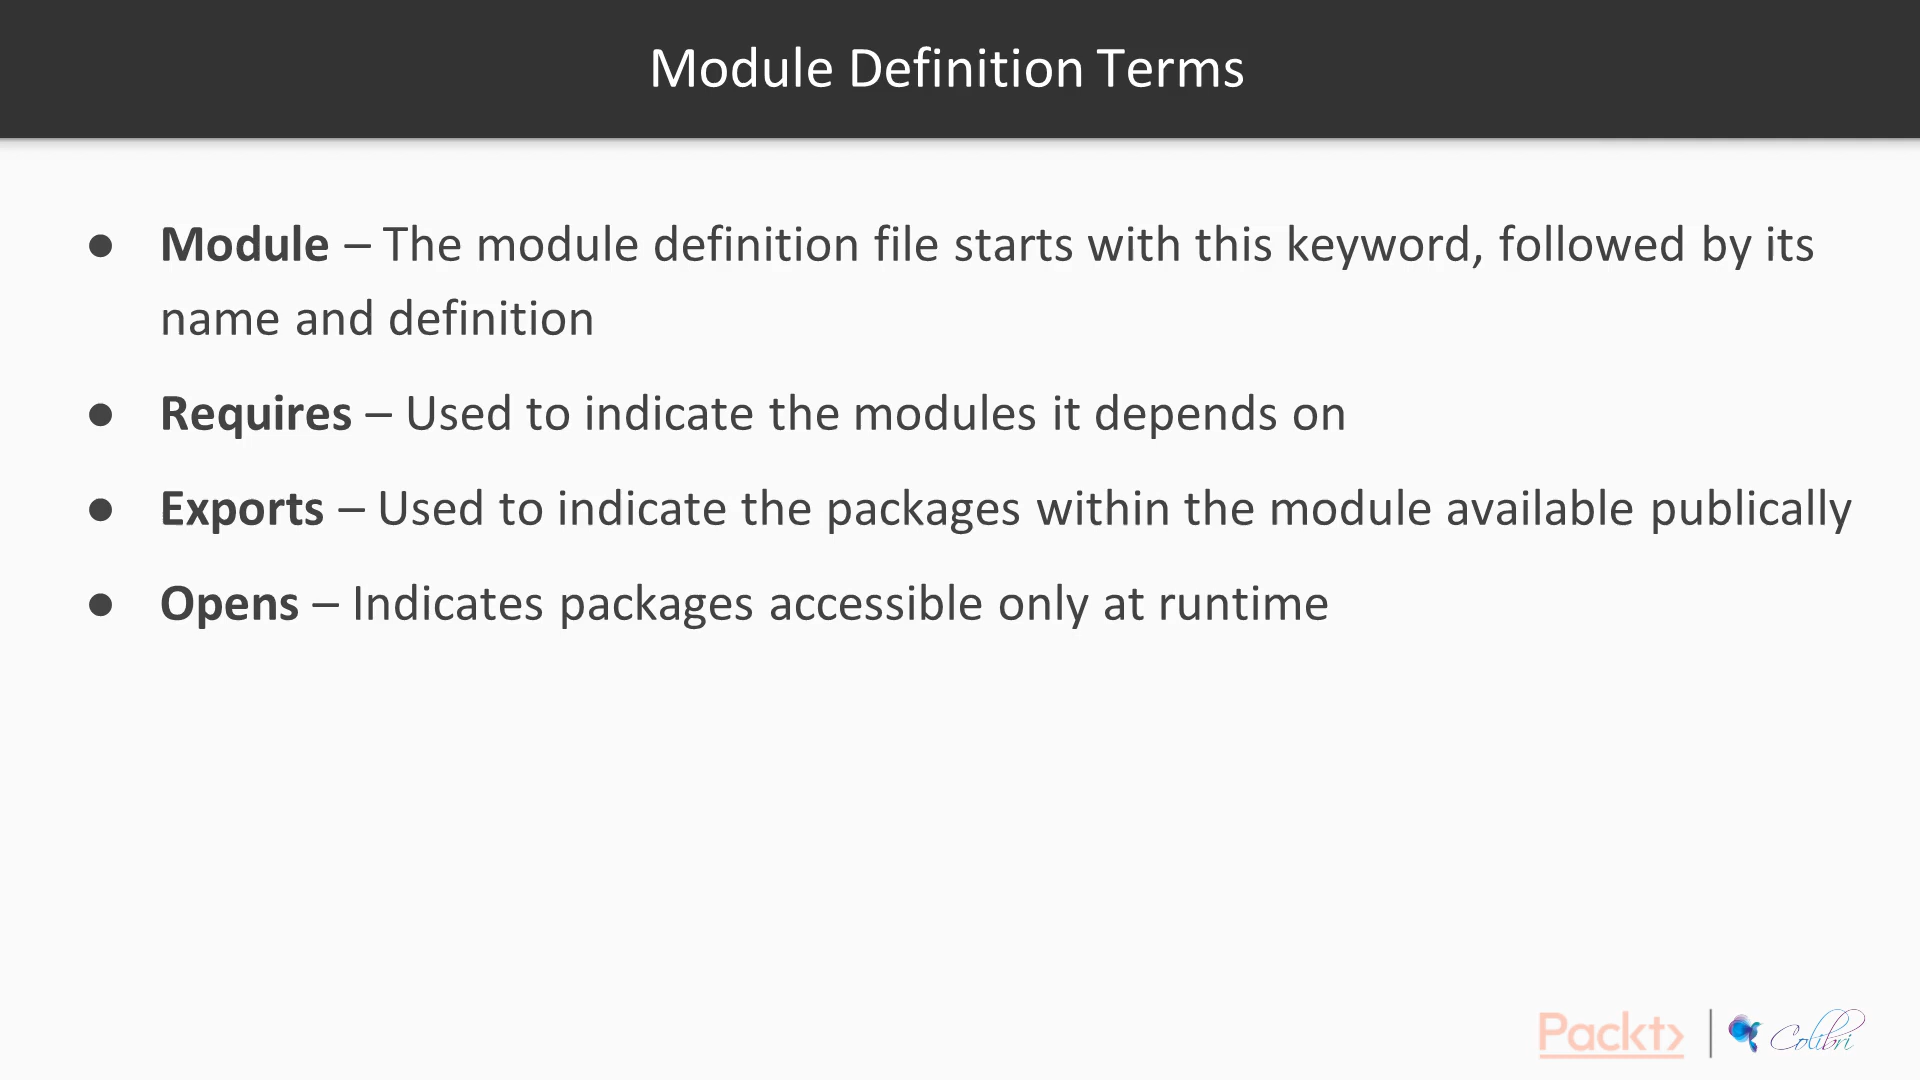 Module Definition Terms
● Module – The module definition file starts with this keyword, followed by its
name and definition
● Requires – Used to indicate the modules it depends on
● Exports – Used to indicate the packages within the module available publically
● Opens – Indicates packages accessible only at runtime
Packt> | Colibri